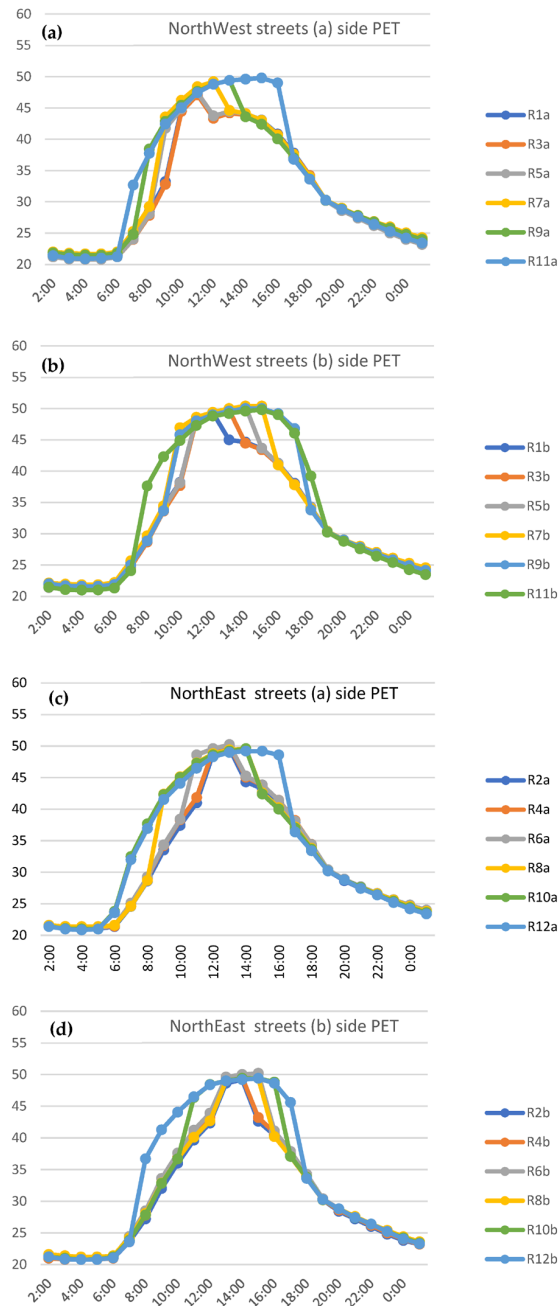 (a) NorthWest streets (a) side PET
60
55
50
45
40
35
30
25
20
2:00 4:00 6:00 8:00 10:00 12:00 14:00 16:00 18:00 20:00 22:00 0:00
R1a
R3a
R5a
R7a
R9a
R11a
(b) NorthWest streets (b) side PET
60
55
50
45
40
35
30
25
20
2:00 4:00 6:00 8:00 10:00 12:00 14:00 16:00 18:00 20:00 22:00 0:00
R1b
R3b
R5b
R7b
R9b
R11b
(c) NorthEast streets (a) side PET
60
55
50
45
40
35
30
25
20
2:00 4:00 6:00 8:00 10:00 12:00 14:00 16:00 18:00 20:00 22:00 0:00
R2a
R4a
R6a
R8a
R10a
R12a
(d) NorthEast streets (b) side PET
60
55
50
45
40
35
30
25
20
2:00 4:00 6:00 8:00 10:00 12:00 14:00 16:00 18:00 20:00 22:00 0:00
R2b
R4b
R6b
R8b
R10b
R12b